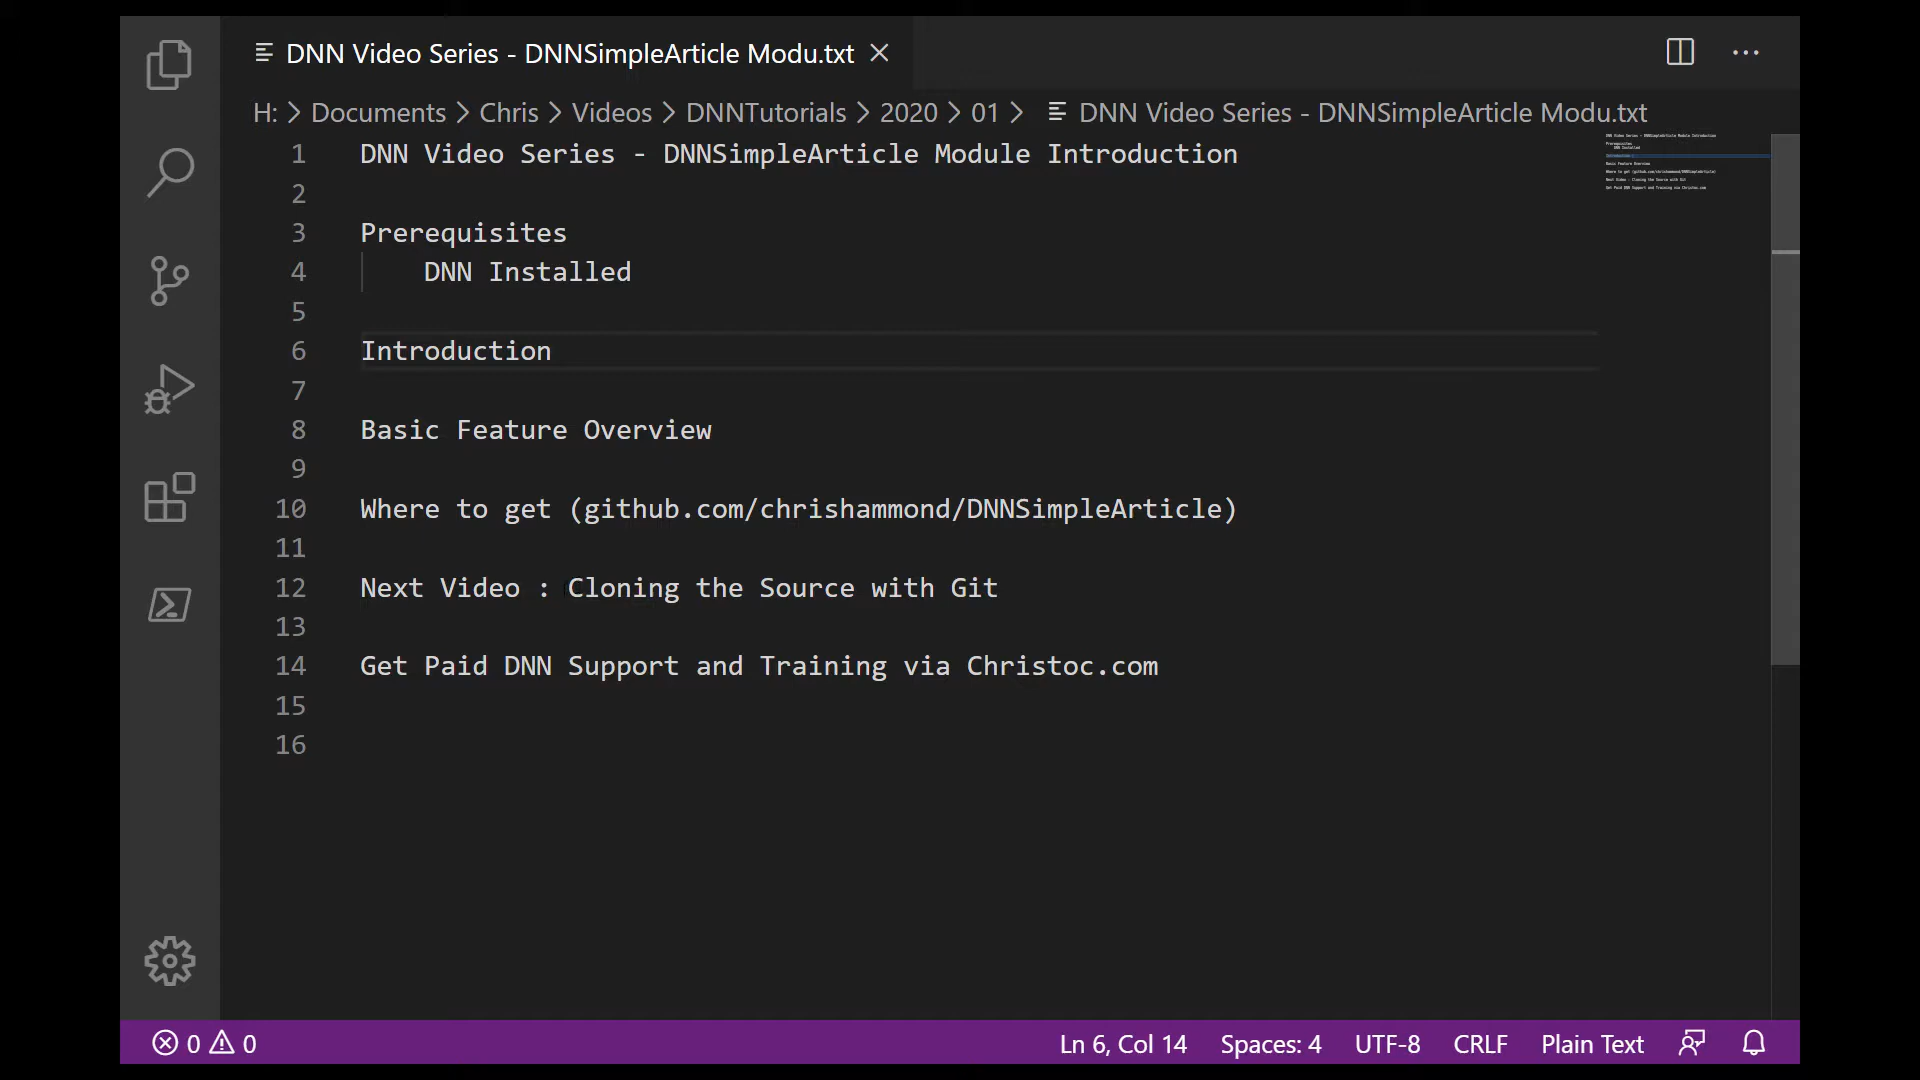 DNN Video Series - DNNSimpleArticle Modu.txt
H: > Documents > Chris > Videos > DNNTutorials > 2020 > 01 > DNN Video Series - DNNSimpleArticle Modu.txt
1 DNN Video Series - DNNSimpleArticle Module Introduction
2
3 Prerequisites
4 DNN Installed
5
6 Introduction
7
8 Basic Feature Overview
9
10 Where to get (github.com/chrishammond/DNNSimpleArticle)
11
12 Next Video : Cloning the Source with Git
13
14 Get Paid DNN Support and Training via Christoc.com
15
16
0 0 Ln 6, Col 14 Spaces: 4 UTF-8 CRLF Plain Text